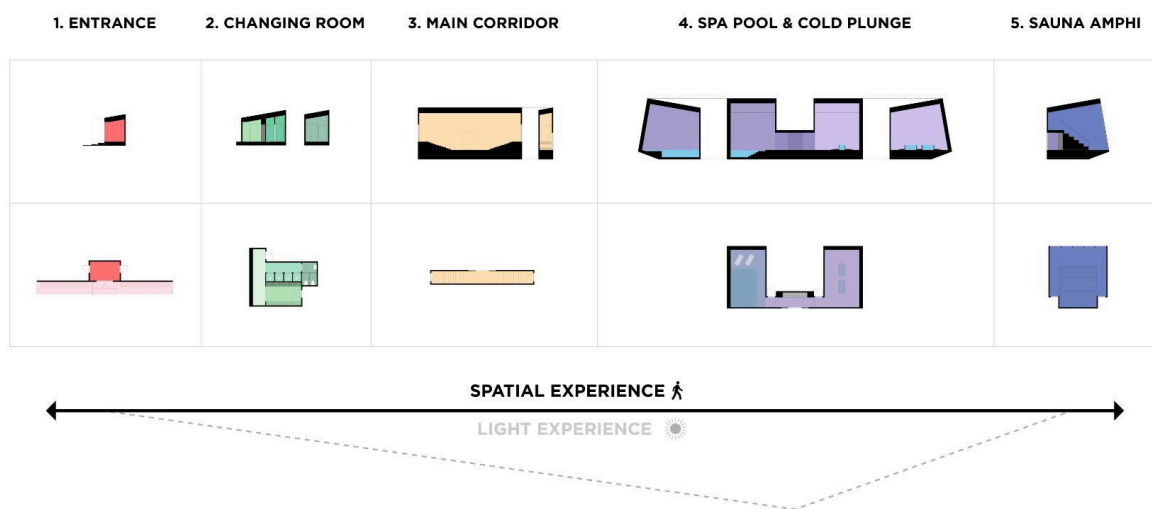 1. ENTRANCE
2. CHANGING ROOM
3. MAIN CORRIDOR
4. SPA POOL & COLD PLUNGE
5. SAUNA AMPHI
SPATIAL EXPERIENCE
LIGHT EXPERIENCE